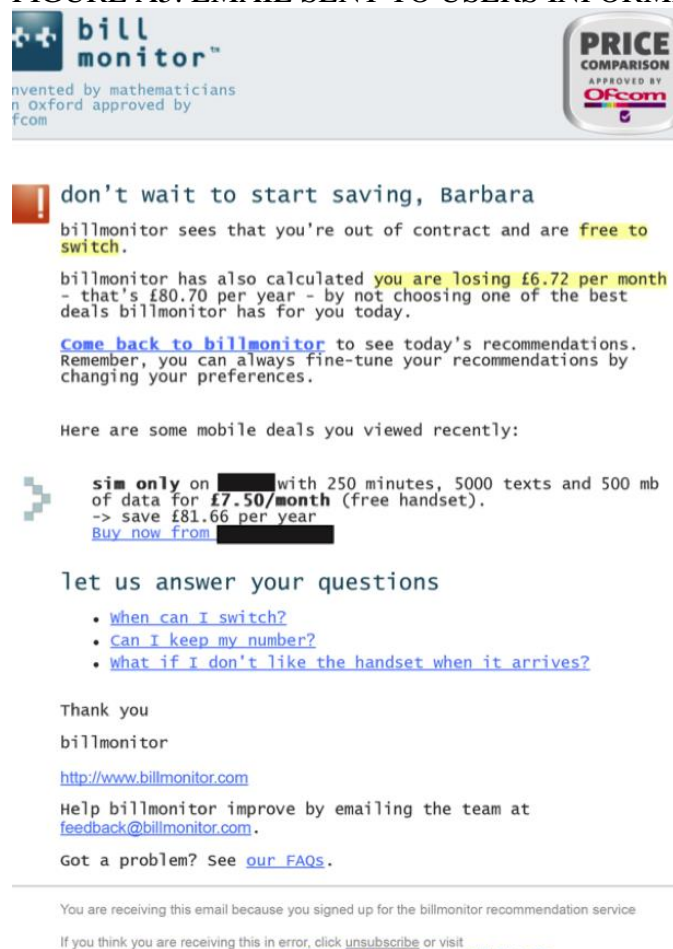 FIGURE A3: EMAIL SENT TO USERS INFORM
bill
monitor™
nvented by mathematicians
n Oxford approved by
fcom
PRICE
COMPARISON
APPROVED BY
Ofcom
don't wait to start saving, Barbara
billmonitor sees that you're out of contract and are free to
switch.
billmonitor has also calculated you are losing £6.72 per month
- that's £80.70 per year - by not choosing one of the best
deals billmonitor has for you today.
Come back to billmonitor to see today's recommendations.
Remember, you can always fine-tune your recommendations by
changing your preferences.
Here are some mobile deals you viewed recently:
sim only on with 250 minutes, 5000 texts and 500 mb
of data for £7.50/month (free handset).
-> save £81.66 per year
Buy now from
let us answer your questions
• When can I switch?
• Can I keep my number?
• What if I don't like the handset when it arrives?
Thank you
billmonitor
http://www.billmonitor.com
Help billmonitor improve by emailing the team at
feedback@billmonitor.com.
Got a problem? See our FAQs.
You are receiving this email because you signed up for the billmonitor recommendation service
If you think you are receiving this in error, click unsubscribe or visit